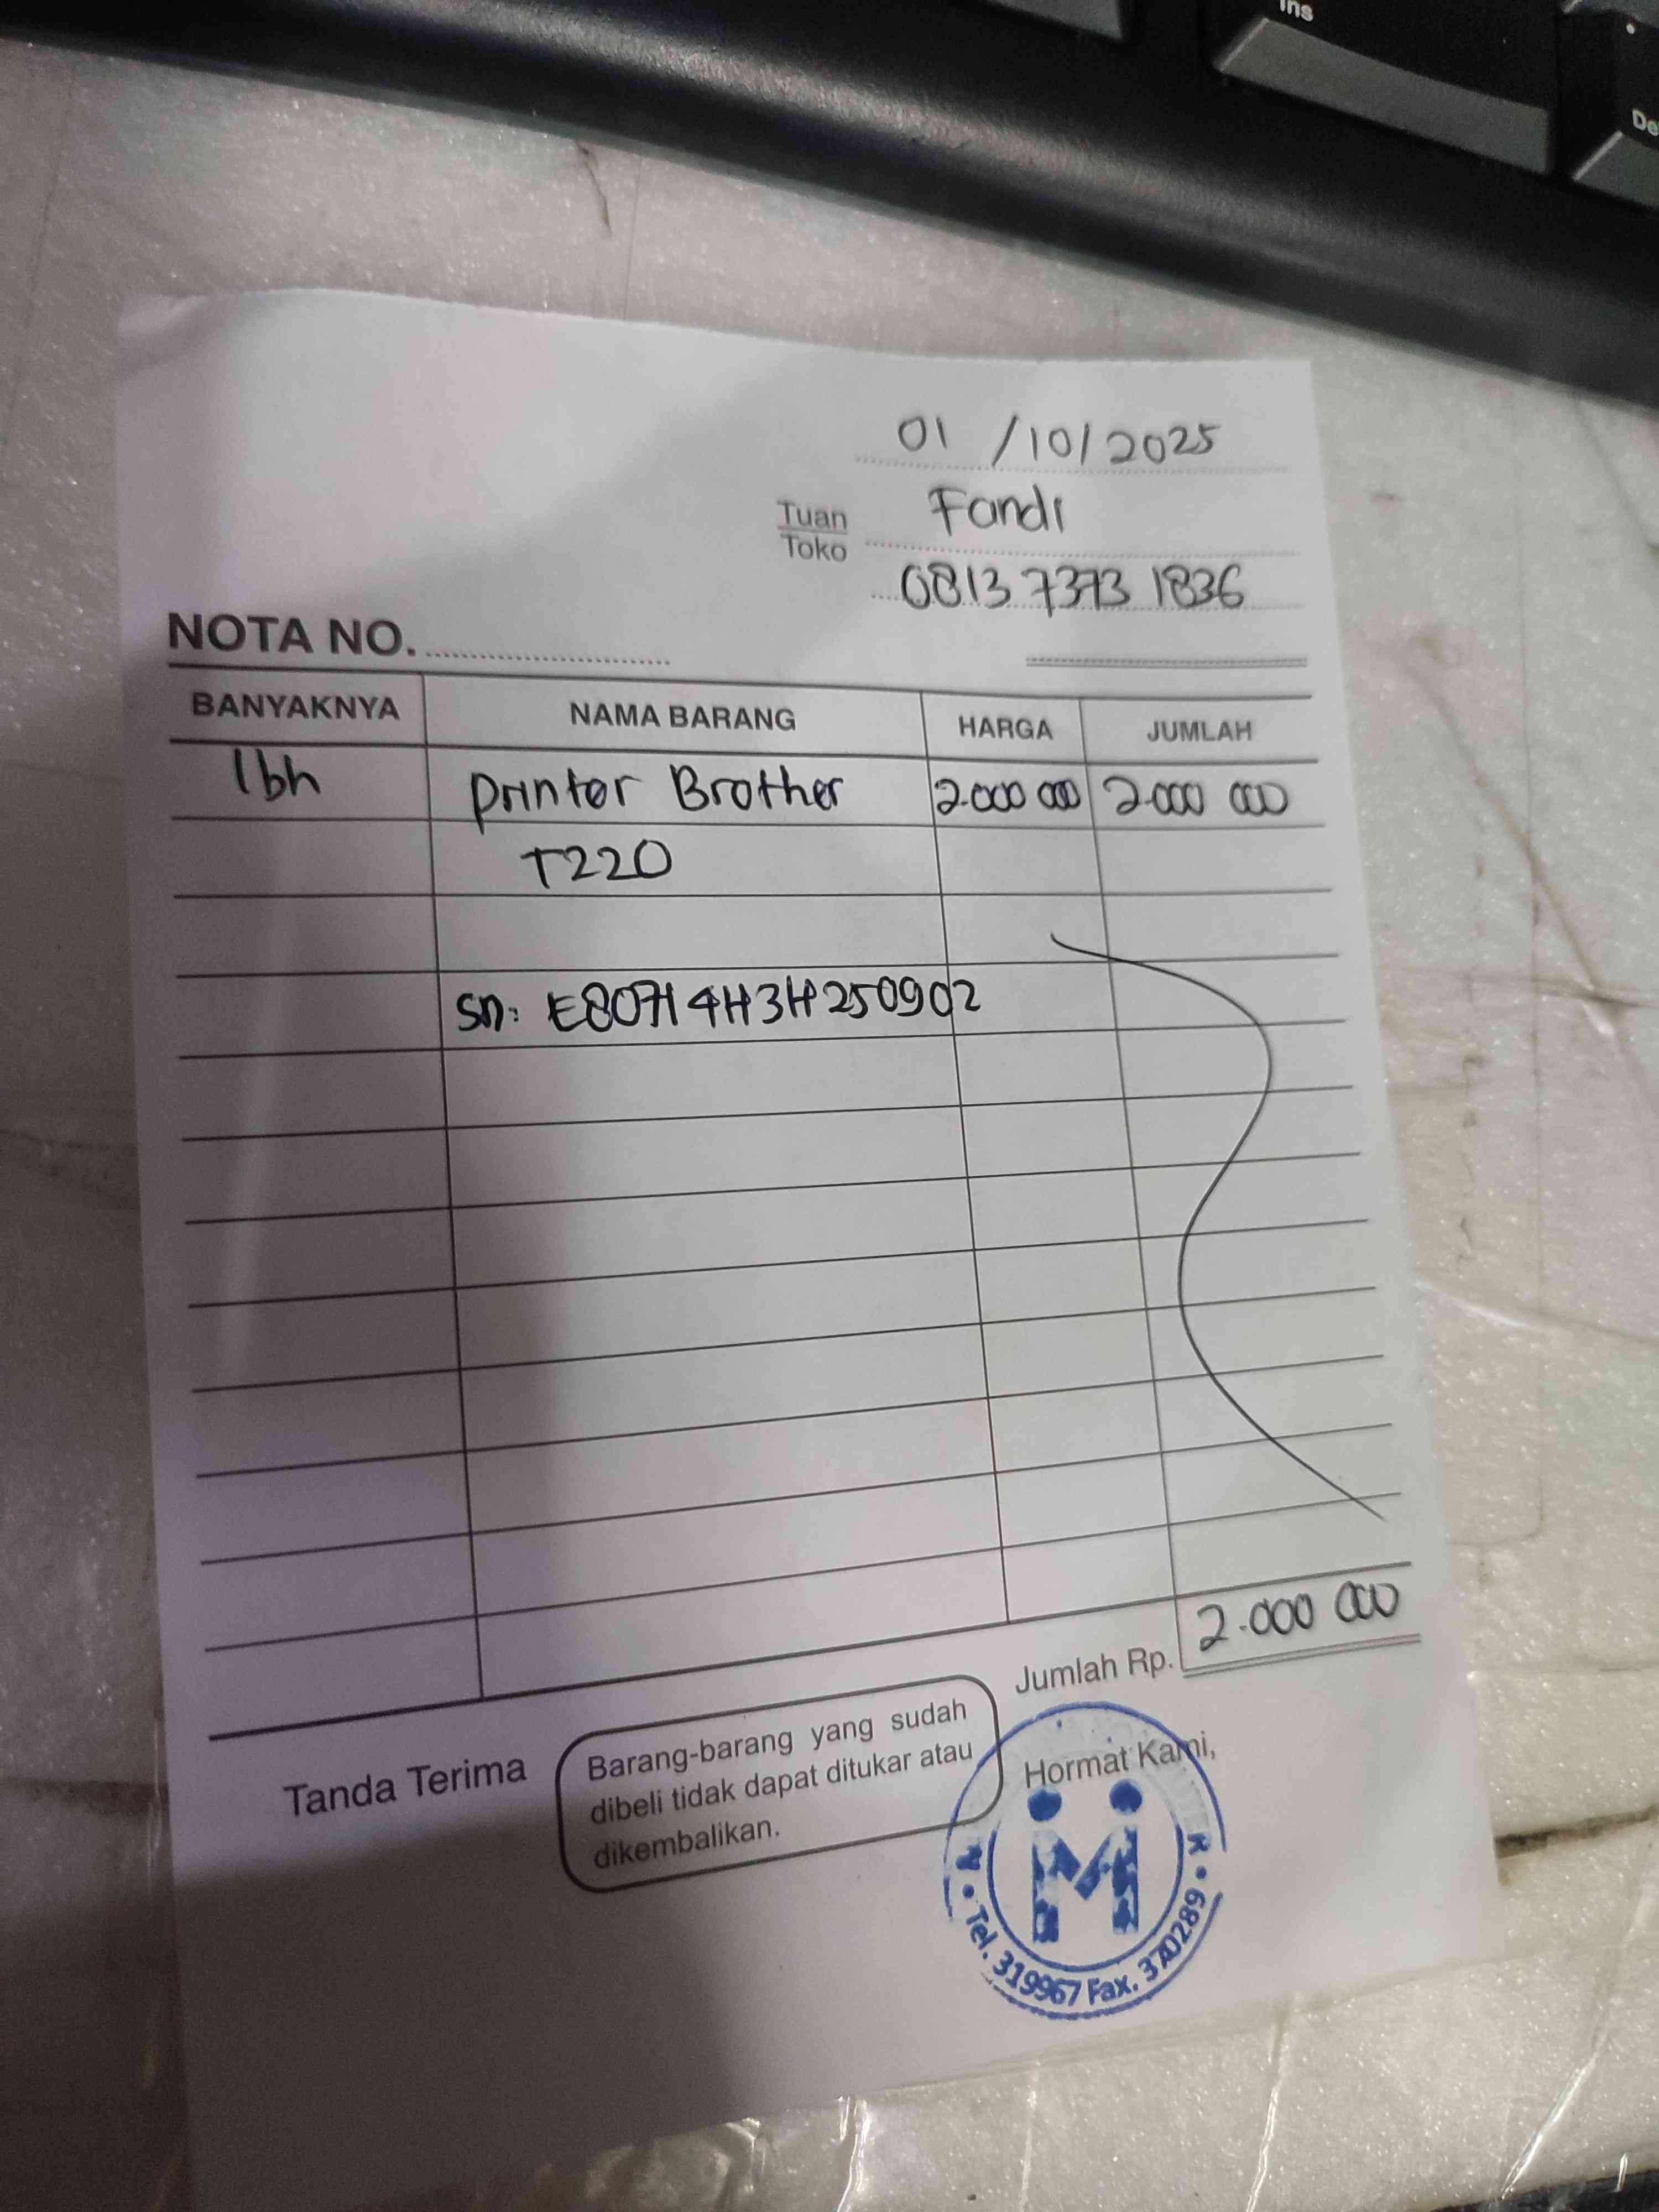 Ins
De
01 /10/2025
Tuan
Toko
Fandi
0813 7373 1836
NOTA NO.
BANYAKNYA NAMA BARANG HARGA JUMLAH
1bh printer Brother 2.000 000 2.000 000
T220
sn: E80714H3H250902
Jumlah Rp. 2.000 000
Tanda Terima
Barang-barang yang sudah
dibeli tidak dapat ditukar atau
dikembalikan.
Hormat Kami,
M
Tel. 319967 Fax. 370289